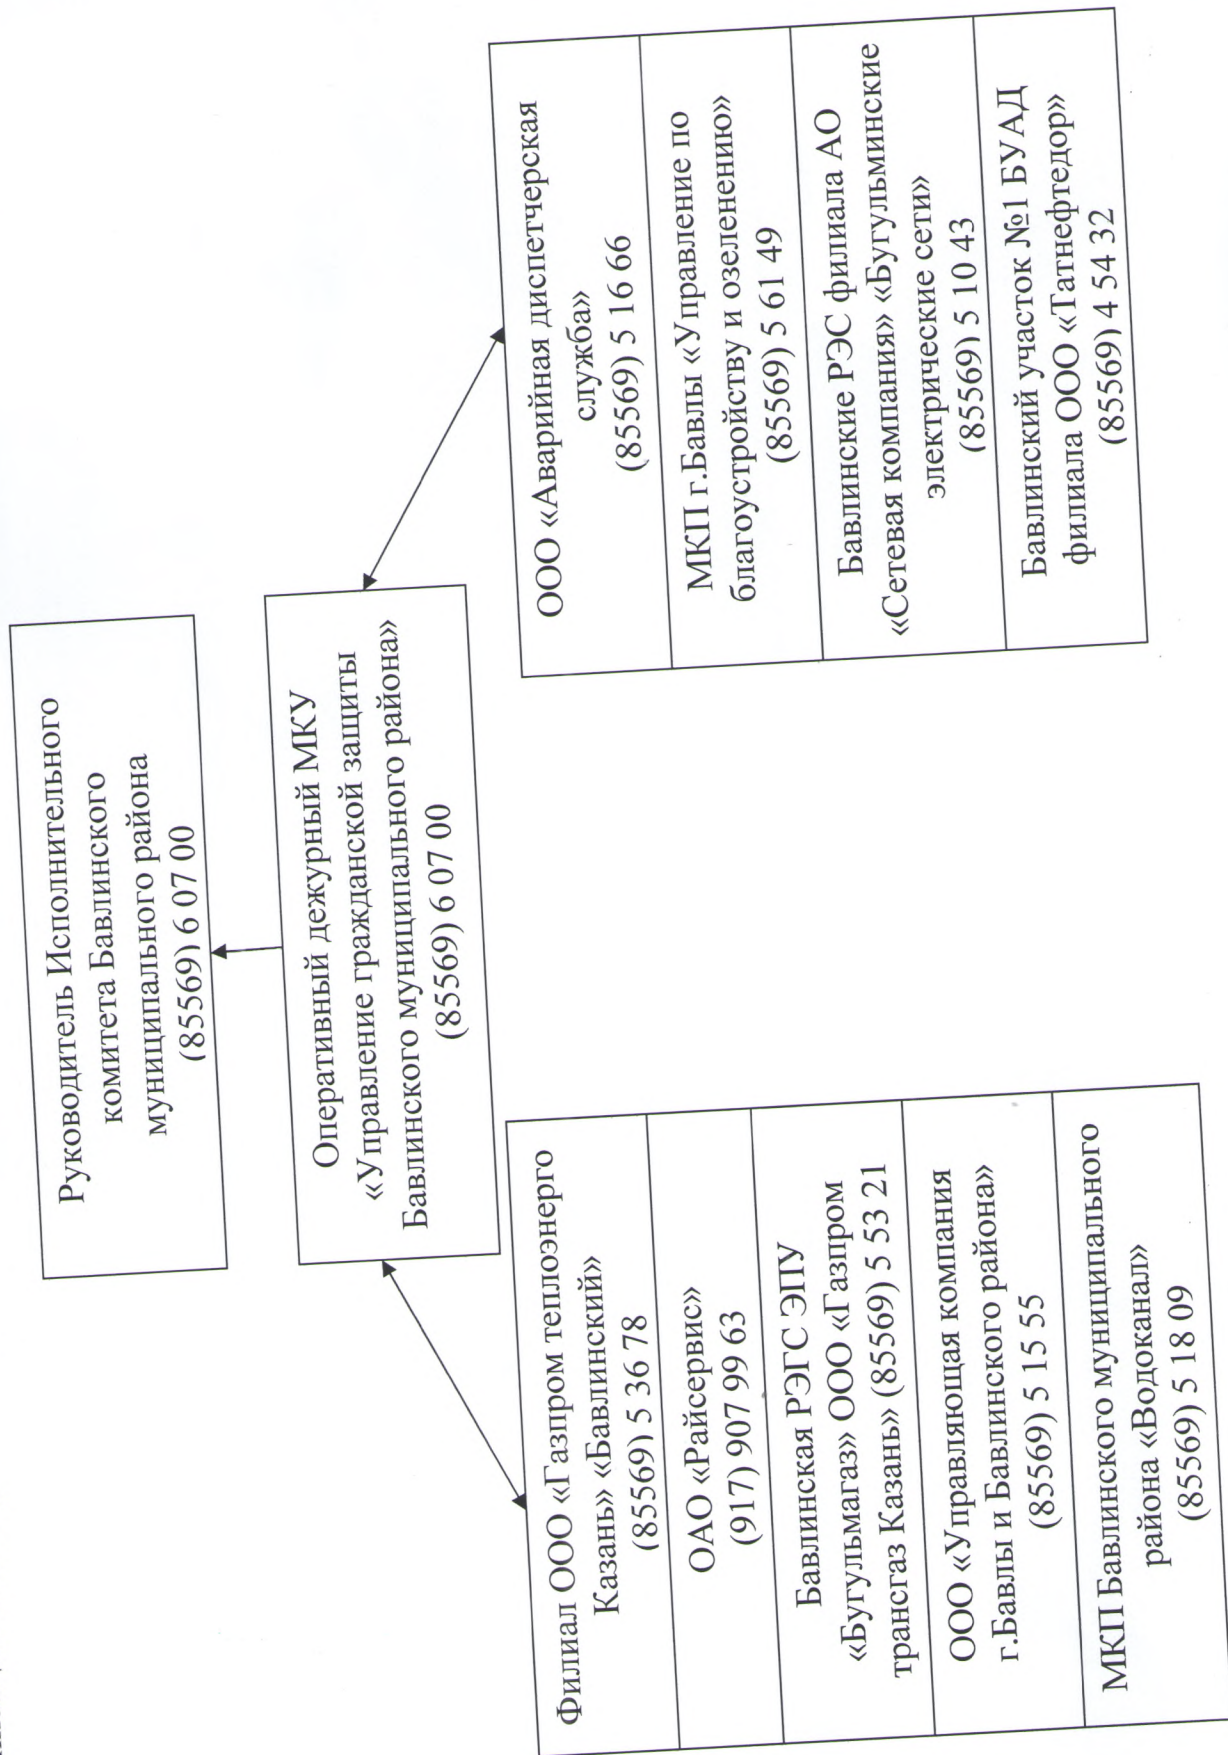 Руководитель Исполнительного
комитета Бавлинского
муниципального района
(85569) 6 07 00
Оперативный дежурный МКУ
«Управление гражданской защиты
Бавлинского муниципального района»
(85569) 6 07 00
Филиал ООО «Газпром теплоэнерго
Казань» «Бавлинский»
(85569) 5 36 78
ОАО «Райсервис»
(917) 907 99 63
Бавлинская РЭГС ЭПУ
«Бугульмагаз» ООО «Газпром
трансгаз Казань» (85569) 5 53 21
ООО «Управляющая компания
г.Бавлы и Бавлинского района»
(85569) 5 15 55
МКП Бавлинского муниципального
района «Водоканал»
(85569) 5 18 09
ООО «Аварийная диспетчерская
служба»
(85569) 5 16 66
МКП г.Бавлы «Управление по
благоустройству и озеленению»
(85569) 5 61 49
Бавлинские РЭС филиала АО
«Сетевая компания» «Бугульминские
электрические сети»
(85569) 5 10 43
Бавлинский участок №1 БУАД
филиала ООО «Татнефтедор»
(85569) 4 54 32